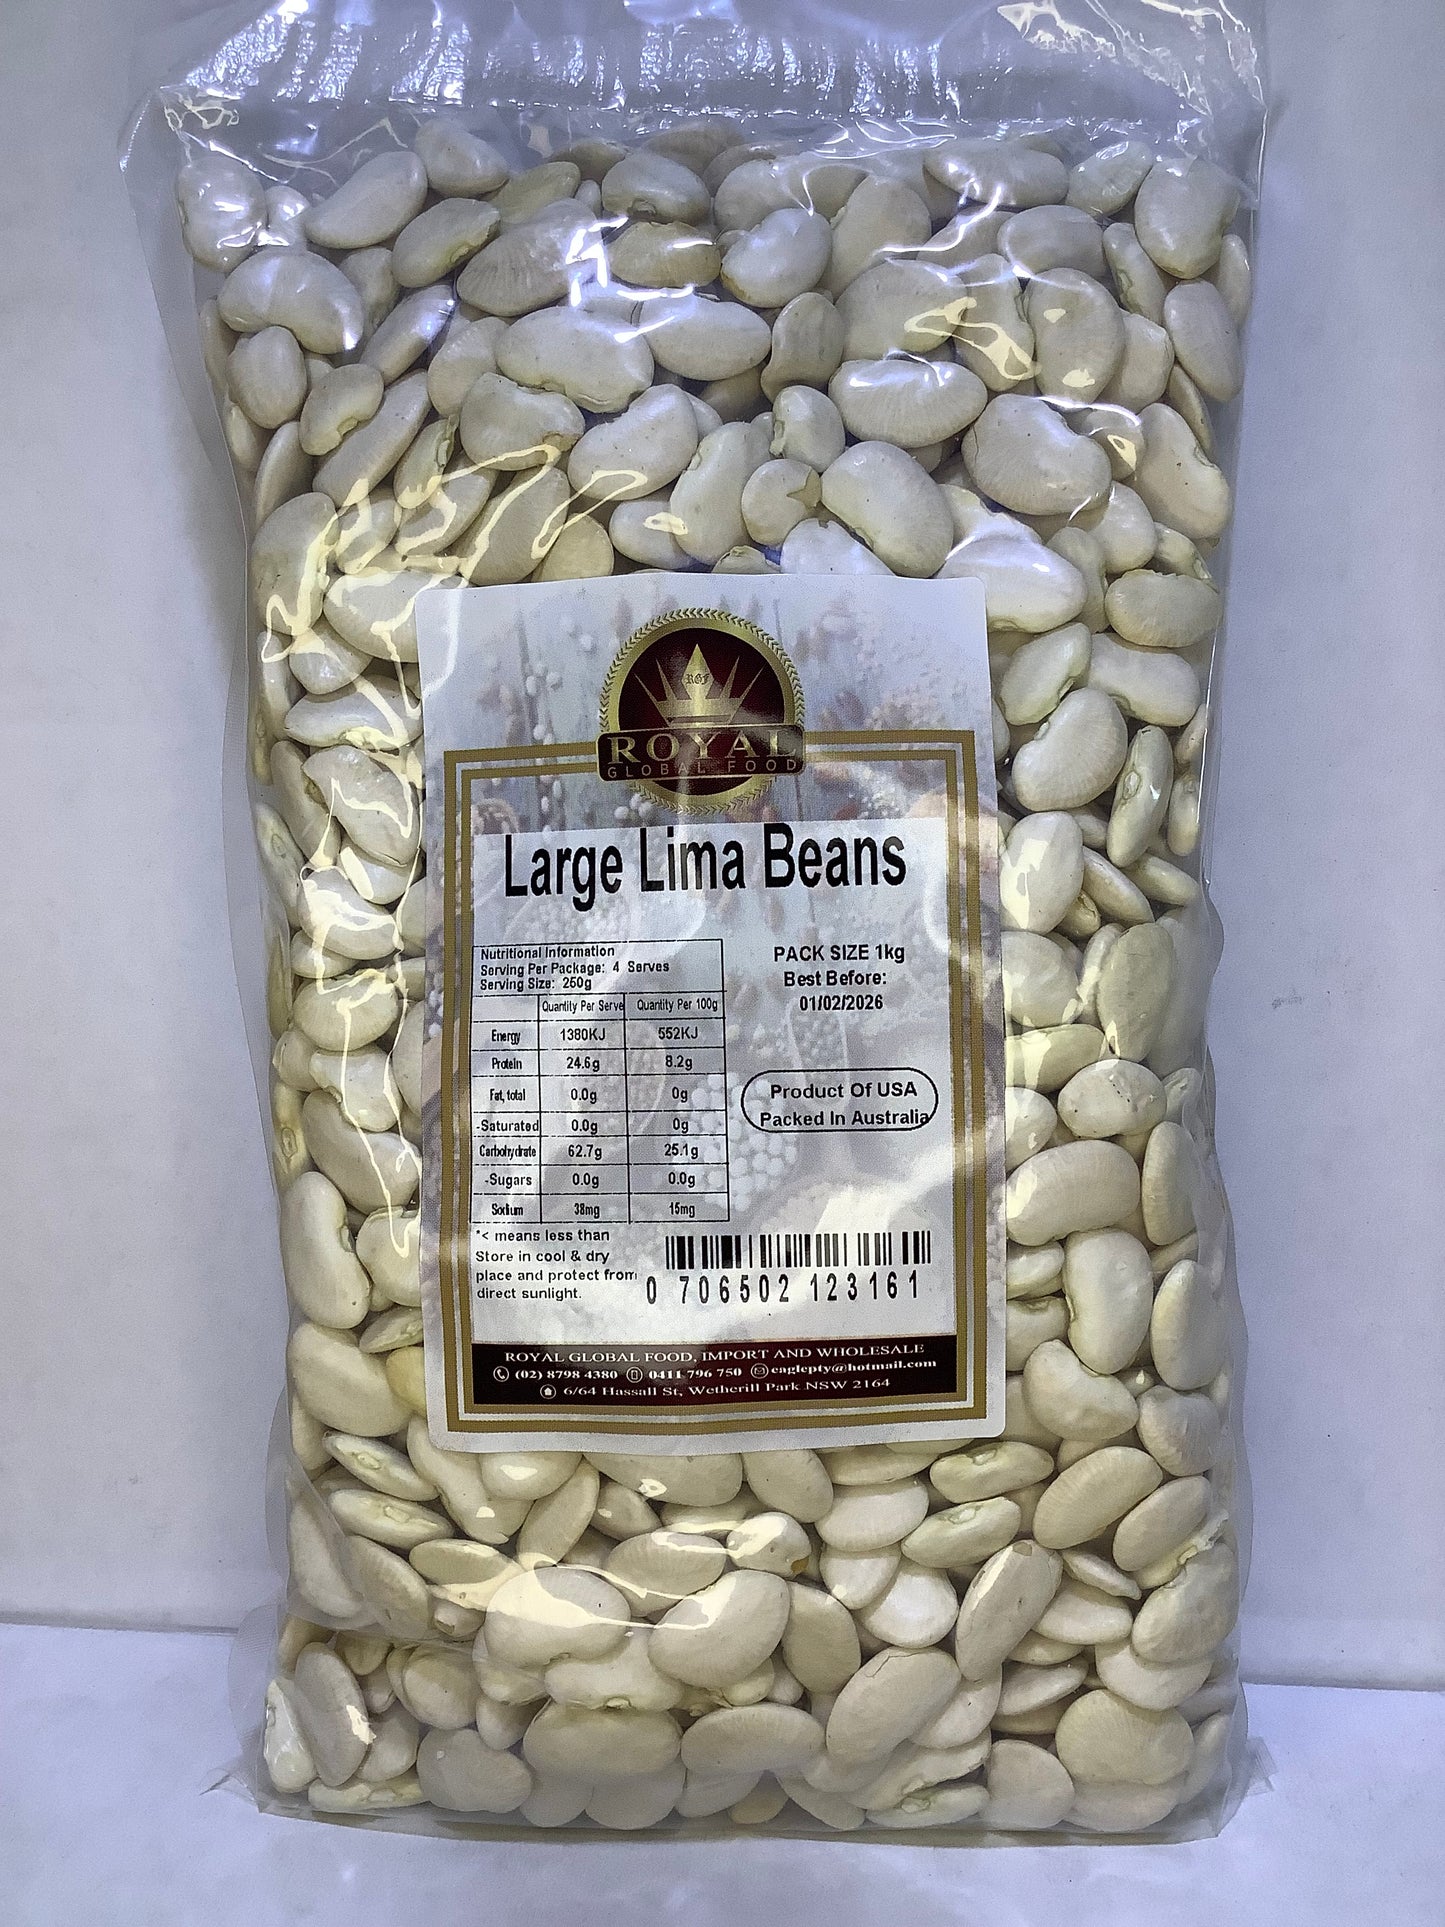 RGF
ROYAL
GLOBAL FOOD
Large Lima Beans
Nutritional Information
Serving Per Package: 4 Serves
Serving Size: 250g
Quantity Per Serve Quantity Per 100g
Energy 1380KJ 552KJ
Protein 24.6g 8.2g
Fat, total 0.0g 0g
-Saturated 0.0g 0g
Carbohydrate 62.7g 25.1g
-Sugars 0.0g 0.0g
Sodium 38mg 15mg
*< means less than
Store in cool & dry
place and protect from
direct sunlight.
PACK SIZE 1kg
Best Before:
01/02/2026
Product Of USA
Packed In Australia
0 706502 123161
ROYAL GLOBAL FOOD, IMPORT AND WHOLESALE
(02) 8798 4380 0411 796 750 eaglepty@hotmail.com
6/64 Hassall St, Wetherill Park NSW 2164